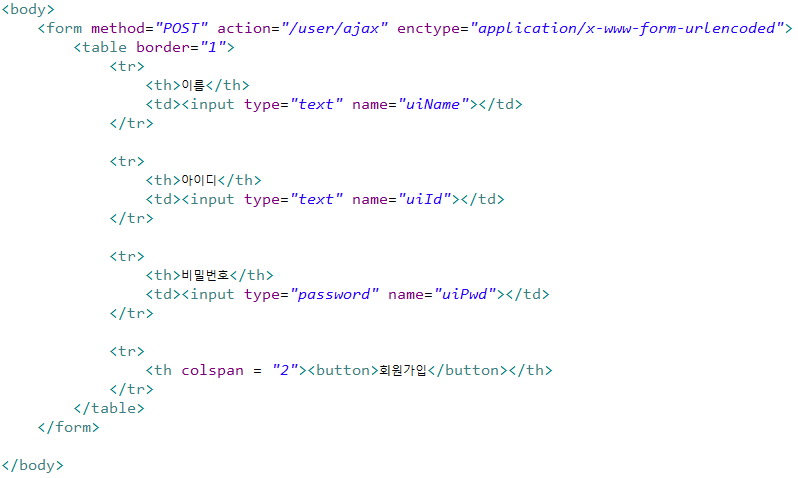 <body>
<form method="POST" action="/user/ajax" enctype="application/x-www-form-urlencoded">
<table border="1">
<tr>
<th>이름</th>
<td><input type="text" name="uiName"></td>
</tr>
<tr>
<th>아이디</th>
<td><input type="text" name="uiId"></td>
</tr>
<tr>
<th>비밀번호</th>
<td><input type="password" name="uiPwd"></td>
</tr>
<tr>
<th colspan = "2"><button>회원가입</button></th>
</tr>
</table>
</form>
</body>